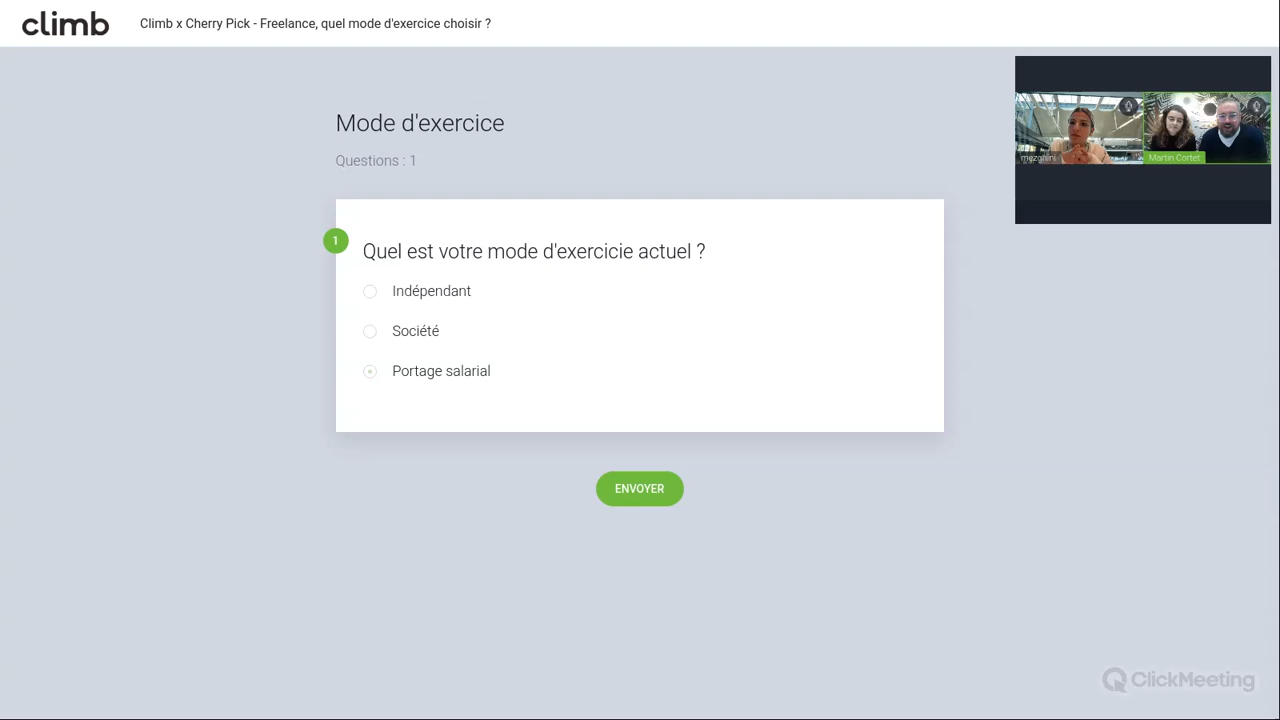 climb
Climb x Cherry Pick - Freelance, quel mode d'exercice choisir ?
Mode d'exercice
Questions : 1
1
Quel est votre mode d'exercicie actuel ?
Indépendant
Société
Portage salarial
ENVOYER
mezghini
Martin Cortet
ClickMeeting